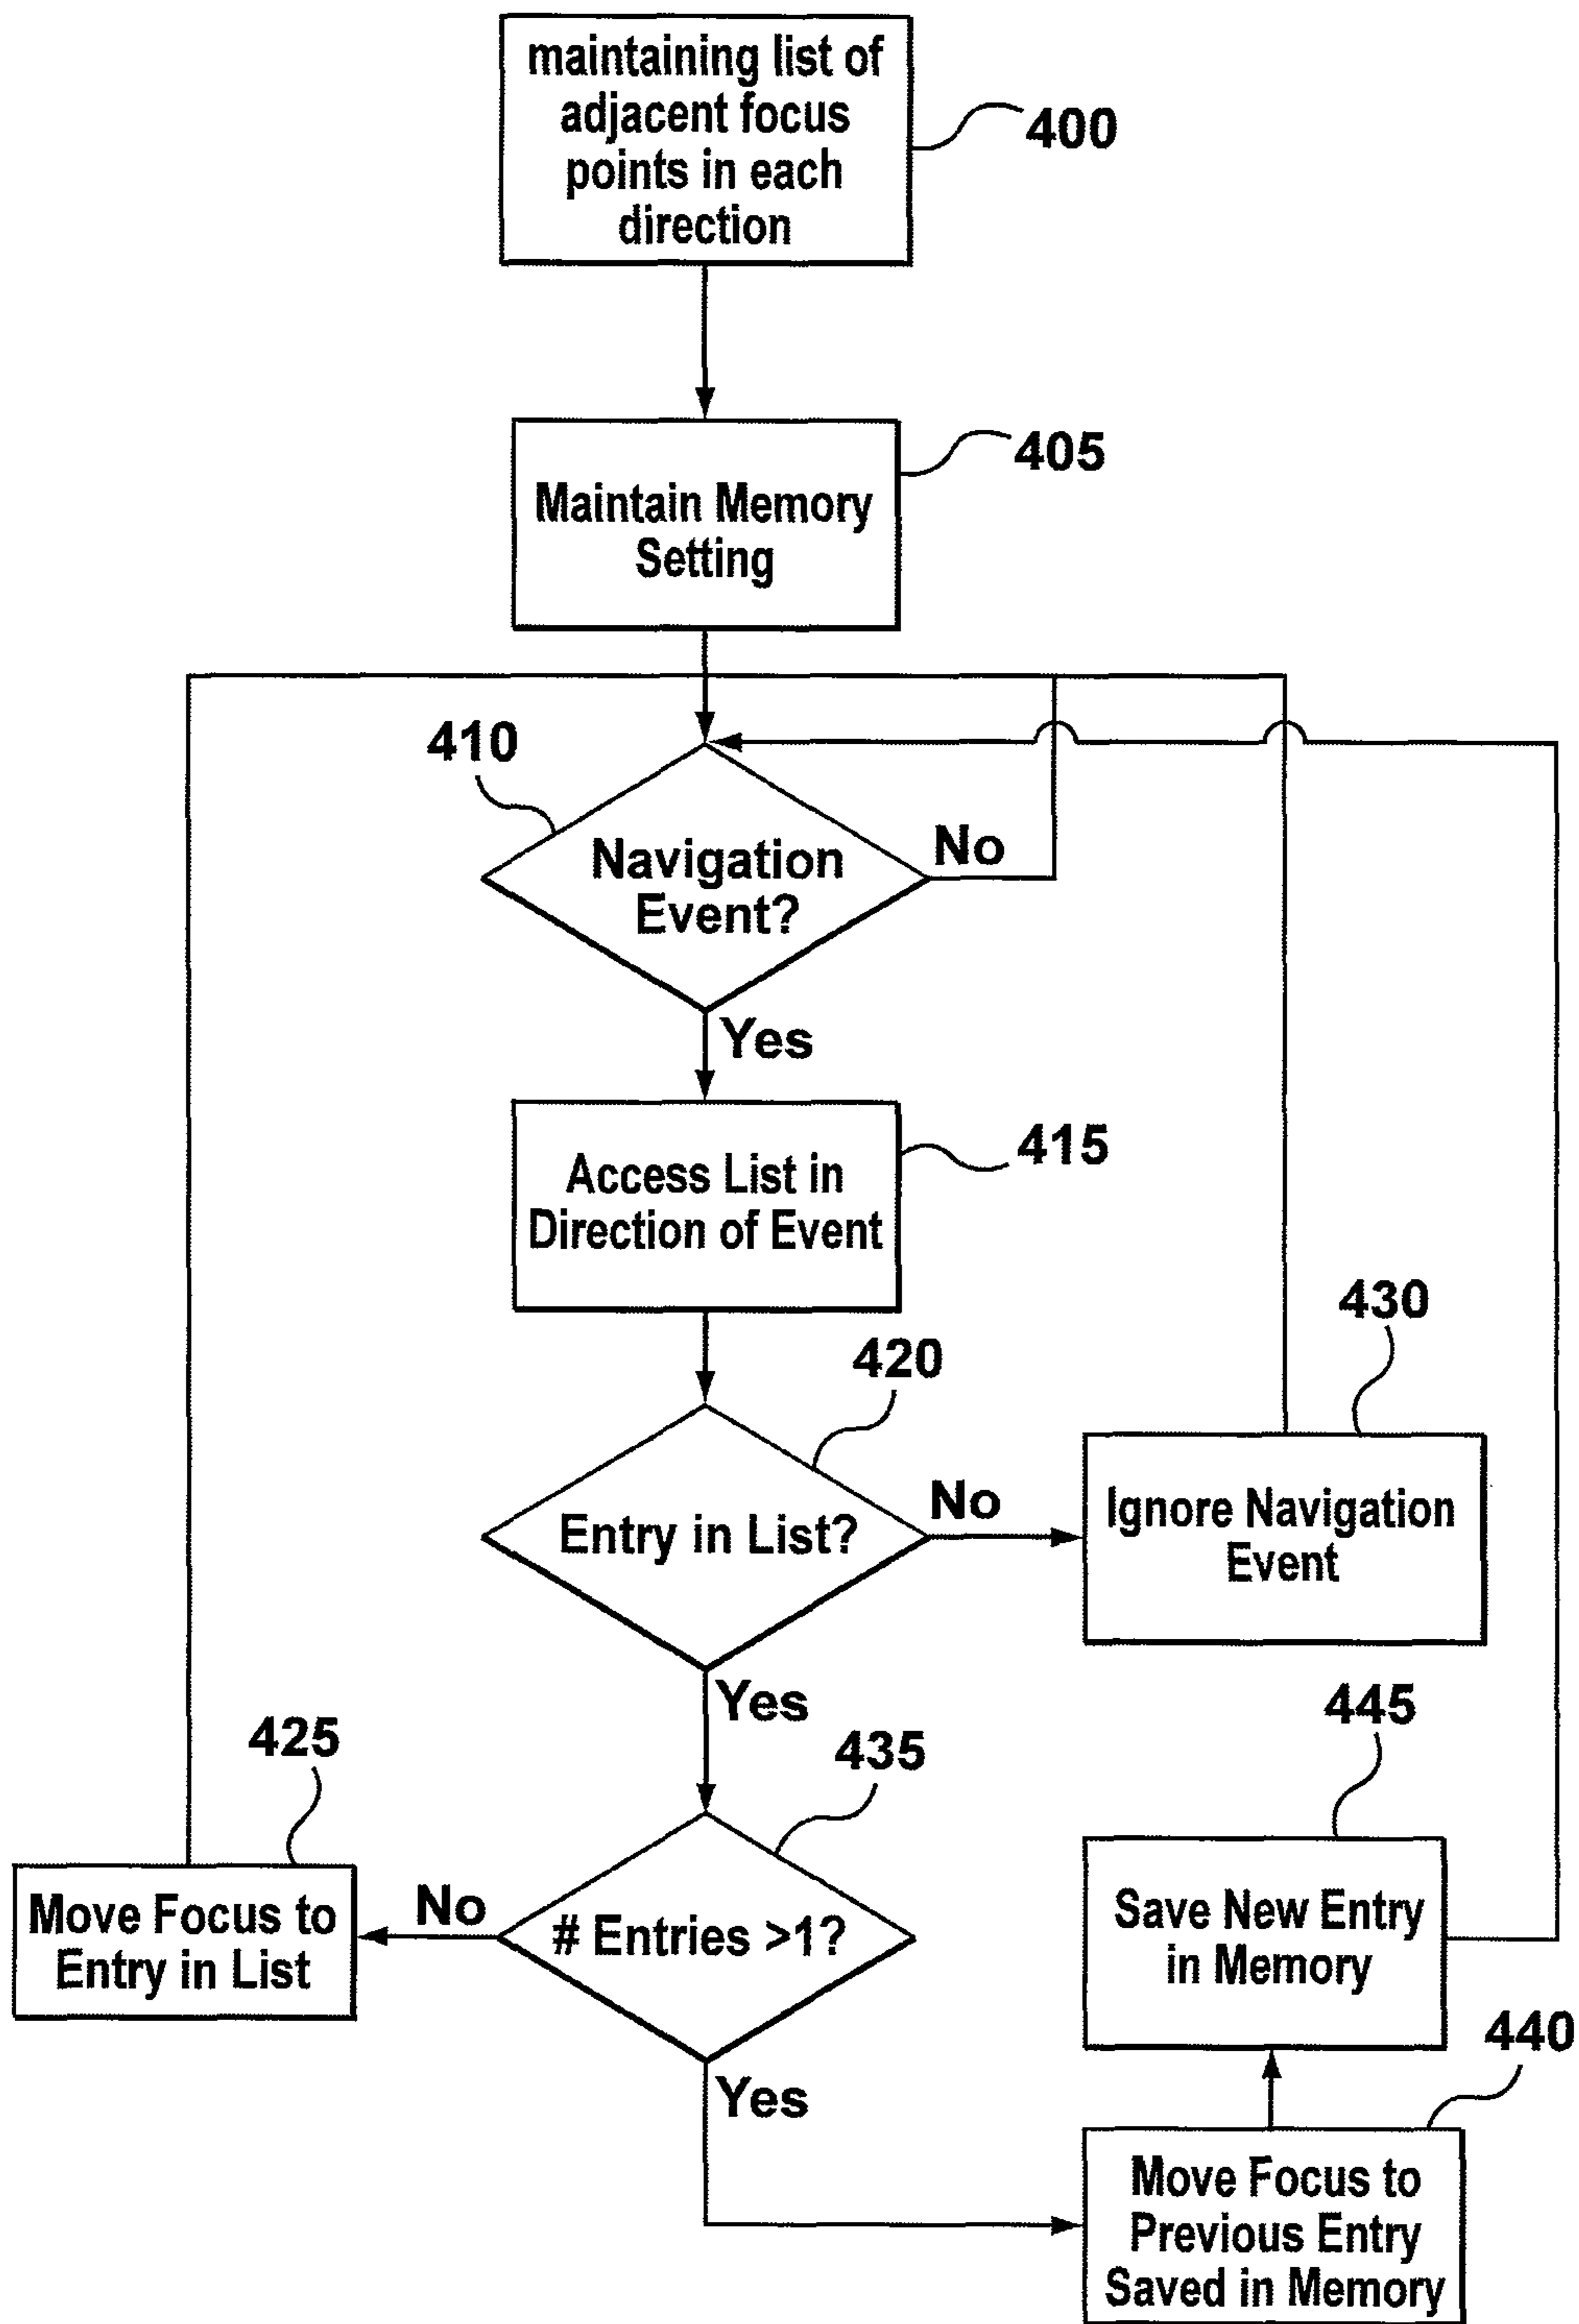 maintaining list of
adjacent focus
points in each
direction
400
Maintain Memory
Setting
405
410
Navigation
Event?
No
Yes
Access List in
Direction of Event
415
420
Entry in List?
No
430
Ignore Navigation
Event
Yes
425
435
445
Move Focus to
Entry in List
No
# Entries >1?
Save New Entry
in Memory
Yes
440
Move Focus to
Previous Entry
Saved in Memory